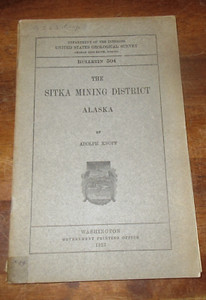 DEPARTMENT OF THE INTERIOR
UNITED STATES GEOLOGICAL SURVEY
BULLETIN 504
THE
SITKA MINING DISTRICT
ALASKA
BY
ADOLPH KNOPF
WASHINGTON
GOVERNMENT PRINTING OFFICE
1912